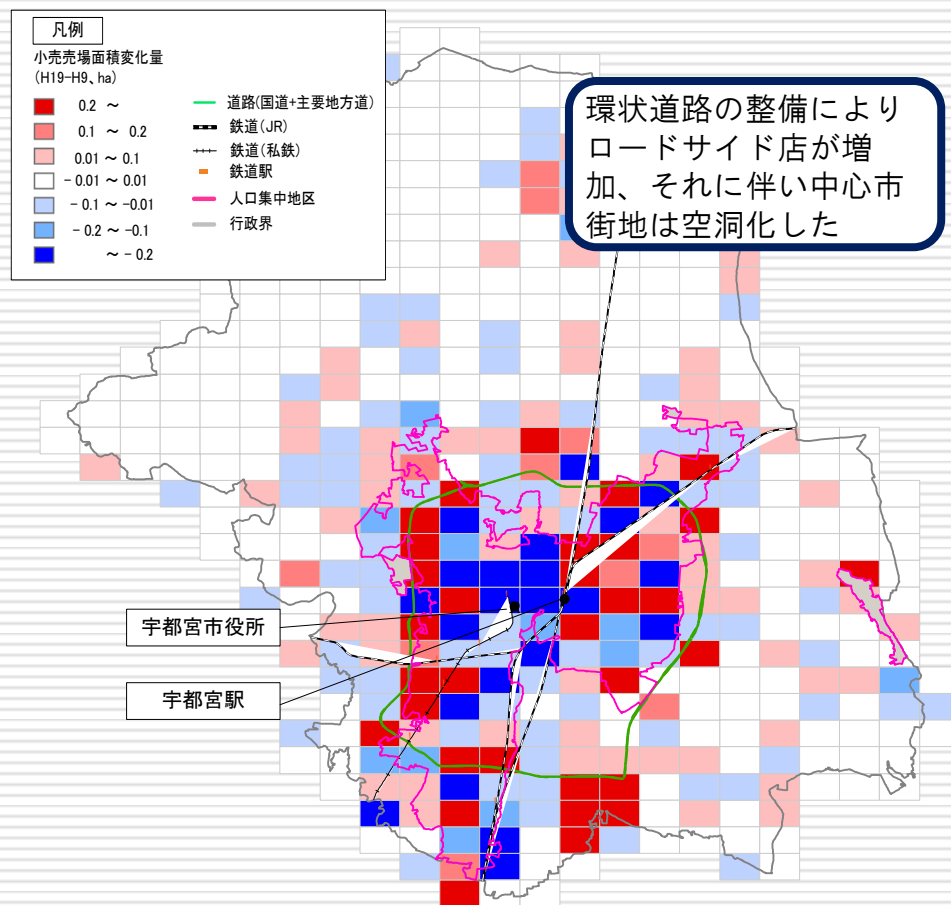 凡例
小売売場面積変化量
(H19-H9、ha)
0.2 ~
0.1 ~ 0.2
0.01 ~ 0.1
-0.01 ~ 0.01
-0.1 ~ -0.01
-0.2 ~ -0.1
~ -0.2
道路(国道+主要地方道)
鉄道(JR)
鉄道(私鉄)
鉄道駅
人口集中地区
行政界
環状道路の整備により
ロードサイド店が増
加、それに伴い中心市
街地は空洞化した
宇都宮市役所
宇都宮駅